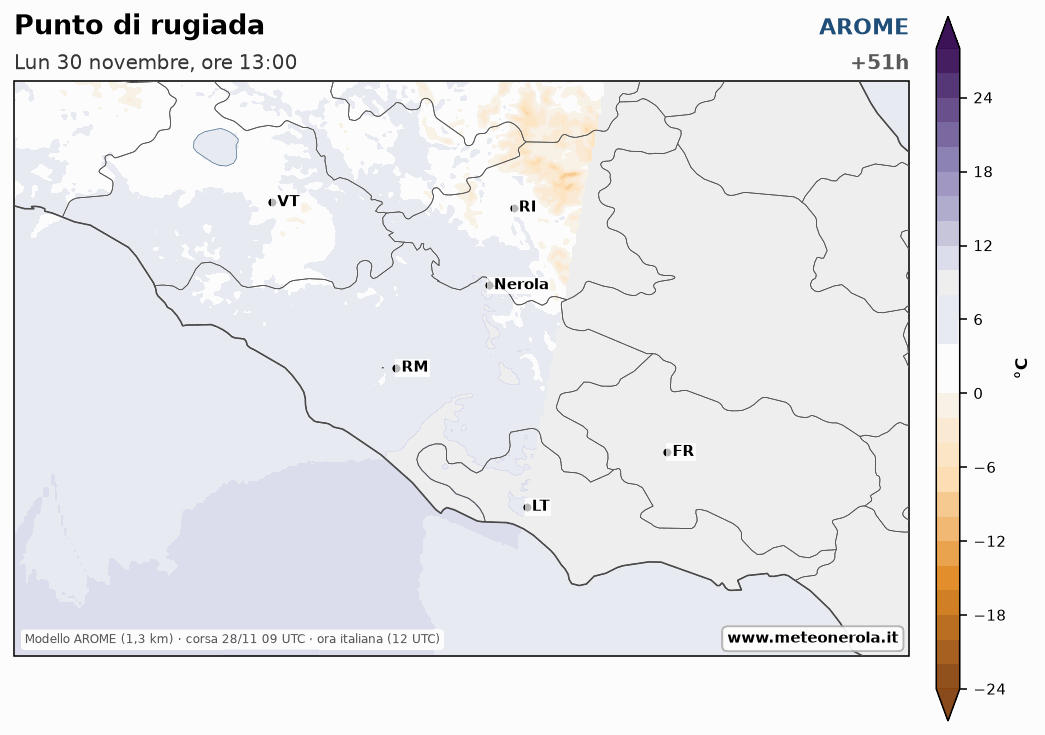 Punto di rugiada
AROME
Lun 30 novembre, ore 13:00
+51h
VT
RI
Nerola
RM
FR
LT
24
18
12
6
0
−6
−12
−18
−24
°C
Modello AROME (1,3 km) · corsa 28/11 09 UTC · ora italiana (12 UTC)
www.meteonerola.it